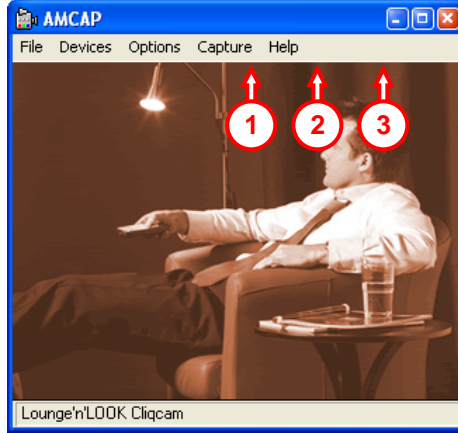 AMCAP
File Devices Options Capture Help
1 2 3
Lounge'n'LOOK Cliqcam